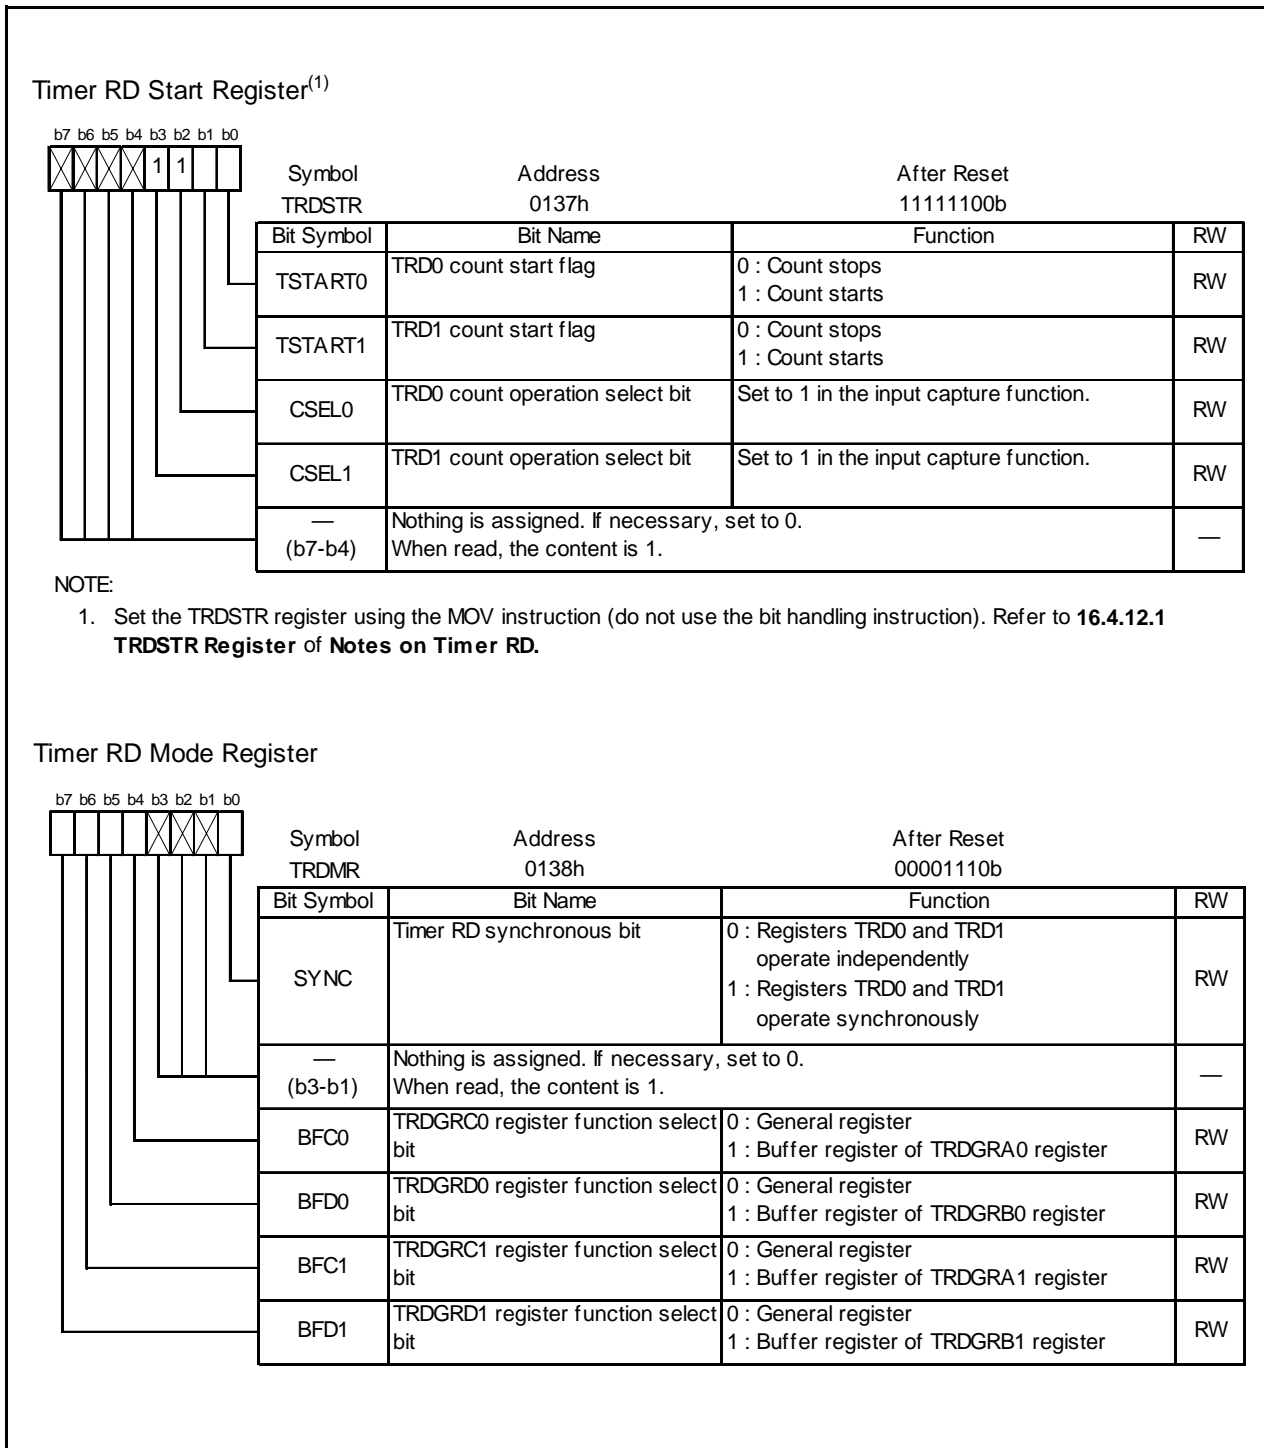 Timer RD Start Register(1)
b7 b6 b5 b4 b3 b2 b1 b0
1 1
Symbol Address After Reset
TRDSTR 0137h 11111100b
Bit Symbol Bit Name Function RW
TSTART0 TRD0 count start flag 0 : Count stops RW
1 : Count starts
TSTART1 TRD1 count start flag 0 : Count stops RW
1 : Count starts
CSEL0 TRD0 count operation select bit Set to 1 in the input capture function. RW
CSEL1 TRD1 count operation select bit Set to 1 in the input capture function. RW
— Nothing is assigned. If necessary, set to 0. —
(b7-b4) When read, the content is 1.
NOTE:
1. Set the TRDSTR register using the MOV instruction (do not use the bit handling instruction). Refer to 16.4.12.1
TRDSTR Register of Notes on Timer RD.
Timer RD Mode Register
b7 b6 b5 b4 b3 b2 b1 b0
Symbol Address After Reset
TRDMR 0138h 00001110b
Bit Symbol Bit Name Function RW
SYNC Timer RD synchronous bit 0 : Registers TRD0 and TRD1 RW
operate independently
1 : Registers TRD0 and TRD1
operate synchronously
— Nothing is assigned. If necessary, set to 0. —
(b3-b1) When read, the content is 1.
BFC0 TRDGRC0 register function select 0 : General register RW
bit 1 : Buffer register of TRDGRA0 register
BFD0 TRDGRD0 register function select 0 : General register RW
bit 1 : Buffer register of TRDGRB0 register
BFC1 TRDGRC1 register function select 0 : General register RW
bit 1 : Buffer register of TRDGRA1 register
BFD1 TRDGRD1 register function select 0 : General register RW
bit 1 : Buffer register of TRDGRB1 register